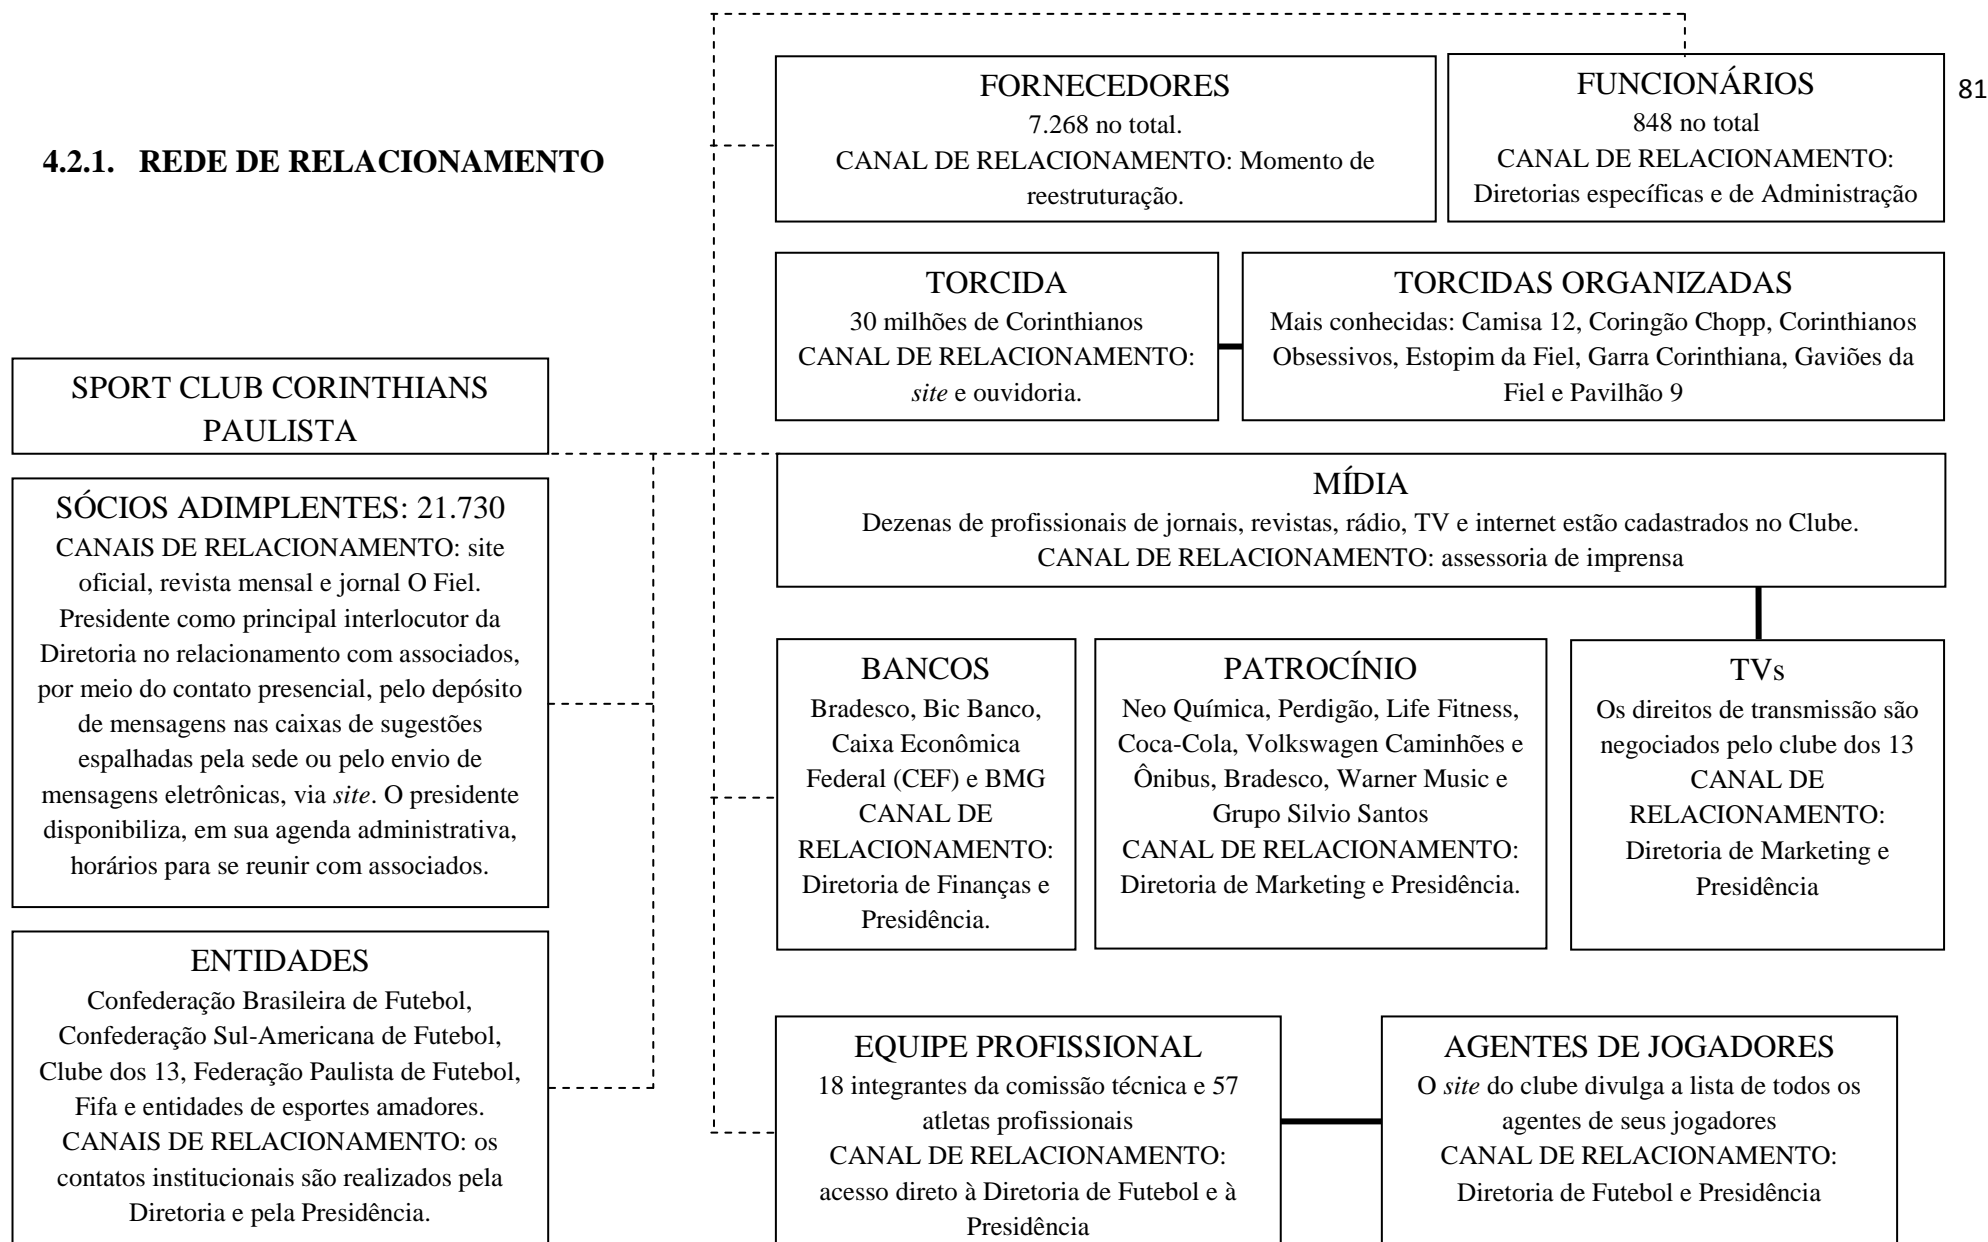 81
4.2.1. REDE DE RELACIONAMENTO
FORNECEDORES
7.268 no total.
CANAL DE RELACIONAMENTO: Momento de
reestruturação.
FUNCIONÁRIOS
848 no total
CANAL DE RELACIONAMENTO:
Diretorias específicas e de Administração
TORCIDA
30 milhões de Corinthianos
CANAL DE RELACIONAMENTO:
site e ouvidoria.
TORCIDAS ORGANIZADAS
Mais conhecidas: Camisa 12, Coringão Chopp, Corinthianos
Obsessivos, Estopim da Fiel, Garra Corinthiana, Gaviões da
Fiel e Pavilhão 9
SPORT CLUB CORINTHIANS
PAULISTA
SÓCIOS ADIMPLENTES: 21.730
CANAIS DE RELACIONAMENTO: site
oficial, revista mensal e jornal O Fiel.
Presidente como principal interlocutor da
Diretoria no relacionamento com associados,
por meio do contato presencial, pelo depósito
de mensagens nas caixas de sugestões
espalhadas pela sede ou pelo envio de
mensagens eletrônicas, via site. O presidente
disponibiliza, em sua agenda administrativa,
horários para se reunir com associados.
ENTIDADES
Confederação Brasileira de Futebol,
Confederação Sul-Americana de Futebol,
Clube dos 13, Federação Paulista de Futebol,
Fifa e entidades de esportes amadores.
CANAIS DE RELACIONAMENTO: os
contatos institucionais são realizados pela
Diretoria e pela Presidência.
MÍDIA
Dezenas de profissionais de jornais, revistas, rádio, TV e internet estão cadastrados no Clube.
CANAL DE RELACIONAMENTO: assessoria de imprensa
BANCOS
Bradesco, Bic Banco,
Caixa Econômica
Federal (CEF) e BMG
CANAL DE
RELACIONAMENTO:
Diretoria de Finanças e
Presidência.
PATROCÍNIO
Neo Química, Perdigão, Life Fitness,
Coca-Cola, Volkswagen Caminhões e
Ônibus, Bradesco, Warner Music e
Grupo Silvio Santos
CANAL DE RELACIONAMENTO:
Diretoria de Marketing e Presidência.
TVs
Os direitos de transmissão são
negociados pelo clube dos 13
CANAL DE
RELACIONAMENTO:
Diretoria de Marketing e
Presidência
EQUIPE PROFISSIONAL
18 integrantes da comissão técnica e 57
atletas profissionais
CANAL DE RELACIONAMENTO:
acesso direto à Diretoria de Futebol e à
Presidência
AGENTES DE JOGADORES
O site do clube divulga a lista de todos os
agentes de seus jogadores
CANAL DE RELACIONAMENTO:
Diretoria de Futebol e Presidência